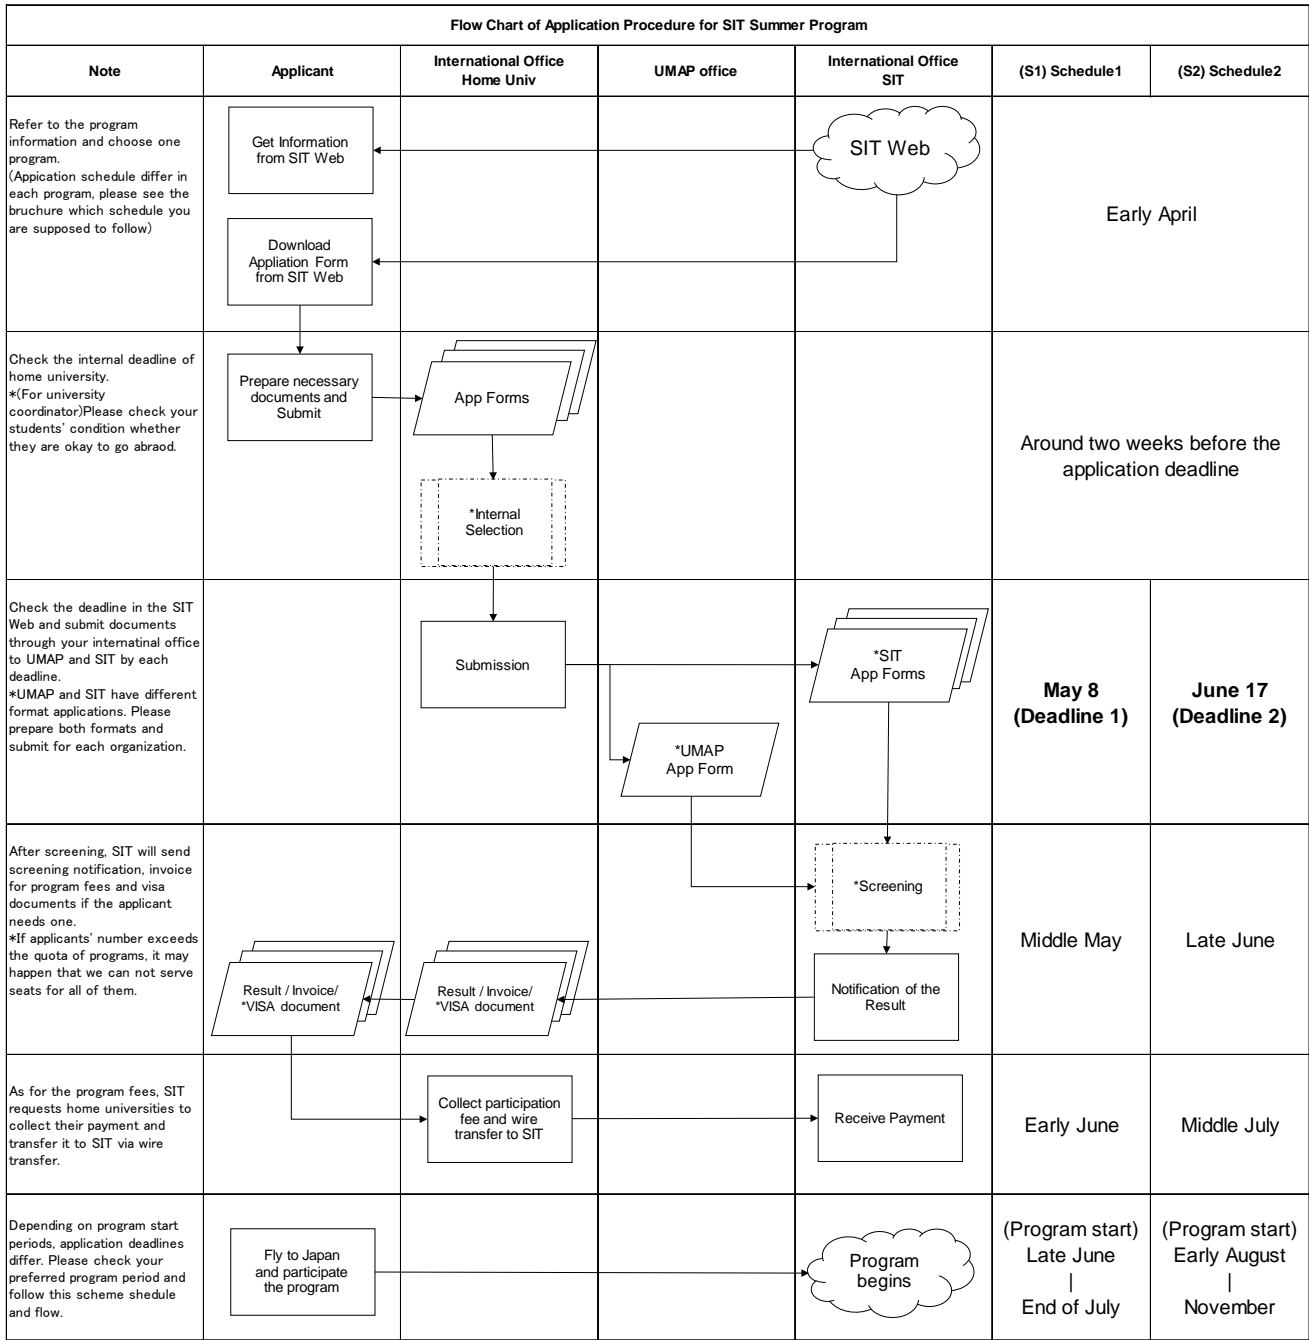 Flow Chart of Application Procedure for SIT Summer Program
Note
Applicant
International Office
Home Univ
UMAP office
International Office
SIT
(S1) Schedule1
(S2) Schedule2
Refer to the program
information and choose one
program.
(Appication schedule differ in
each program, please see the
bruchure which schedule you
are supposed to follow)
Get Information
from SIT Web
SIT Web
Download
Appliation Form
from SIT Web
Early April
Check the internal deadline of
home university.
*(For university
coordinator)Please check your
students' condition whether
they are okay to go abraod.
Prepare necessary
documents and
Submit
App Forms
*Internal
Selection
Around two weeks before the
application deadline
Check the deadline in the SIT
Web and submit documents
through your internatinal office
to UMAP and SIT by each
deadline.
*UMAP and SIT have different
format applications. Please
prepare both formats and
submit for each organization.
Submission
*UMAP
App Form
*SIT
App Forms
May 8
(Deadline 1)
June 17
(Deadline 2)
After screening, SIT will send
screening notification, invoice
for program fees and visa
documents if the applicant
needs one.
*If applicants' number exceeds
the quota of programs, it may
happen that we can not serve
seats for all of them.
Result / Invoice/
*VISA document
Result / Invoice/
*VISA document
*Screening
Notification of the
Result
Middle May
Late June
As for the program fees, SIT
requests home universities to
collect their payment and
transfer it to SIT via wire
transfer.
Collect participation
fee and wire
transfer to SIT
Receive Payment
Early June
Middle July
Depending on program start
periods, application deadlines
differ. Please check your
preferred program period and
follow this scheme shedule
and flow.
Fly to Japan
and participate
the program
Program
begins
(Program start)
Late June
|
End of July
(Program start)
Early August
|
November